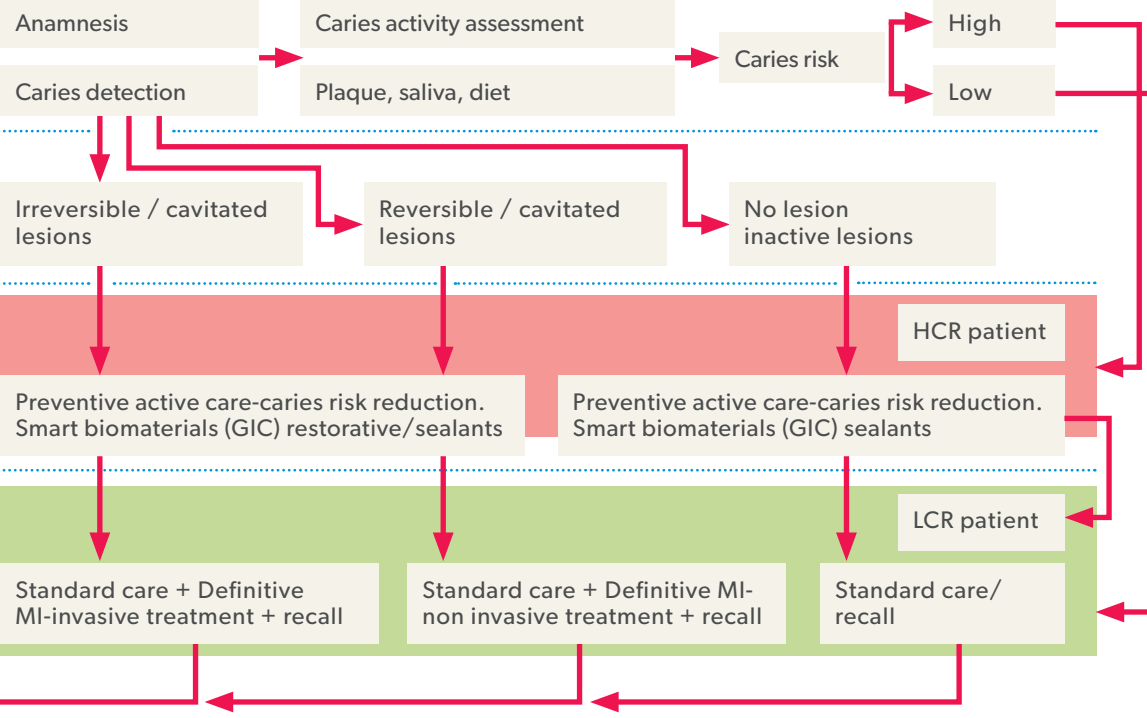 Anamnesis
Caries activity assessment
High
Caries risk
Caries detection
Plaque, saliva, diet
Low
Irreversible / cavitated
lesions
Reversible / cavitated
lesions
No lesion
inactive lesions
HCR patient
Preventive active care-caries risk reduction.
Smart biomaterials (GIC) restorative/sealants
Preventive active care-caries risk reduction.
Smart biomaterials (GIC) sealants
LCR patient
Standard care + Definitive
MI-invasive treatment + recall
Standard care + Definitive MI-
non invasive treatment + recall
Standard care/
recall